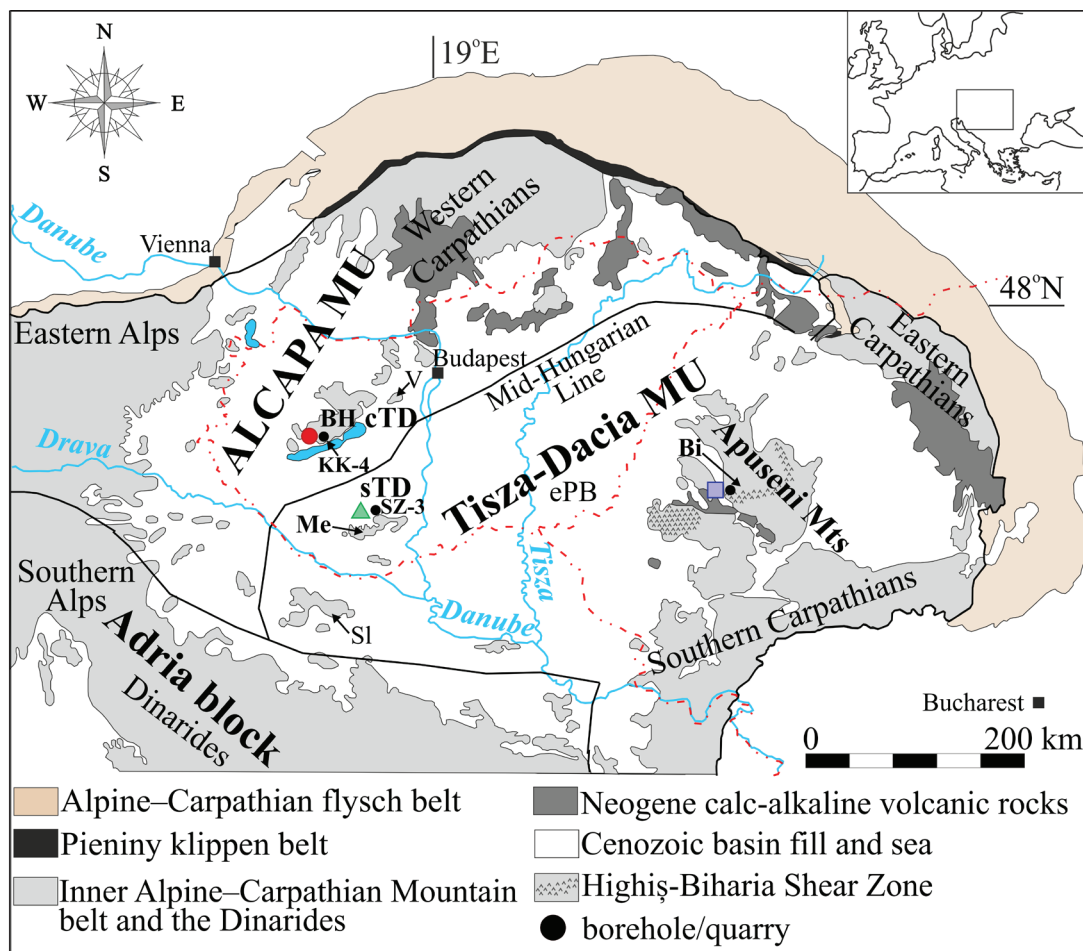 N
W
E
S
19°E
Danube
Vienna
Western
Carpathians
ALCAPA MU
48°N
Eastern Alps
Eastern
Carpathians
Budapest
Mid-Hungarian
Line
V
BH
cTD
KK-4
Drava
Tisza-Dacia MU
Bi
Apuseni Mts
ePB
sTD
SZ-3
Me
Tisza
Southern
Alps
Danube
Southern Carpathians
Sl
Adria block
Dinarides
Bucharest
0
200 km
Alpine–Carpathian flysch belt
Pieniny klippen belt
Inner Alpine–Carpathian Mountain
belt and the Dinarides
Neogene calc-alkaline volcanic rocks
Cenozoic basin fill and sea
Highiș-Biharia Shear Zone
borehole/quarry